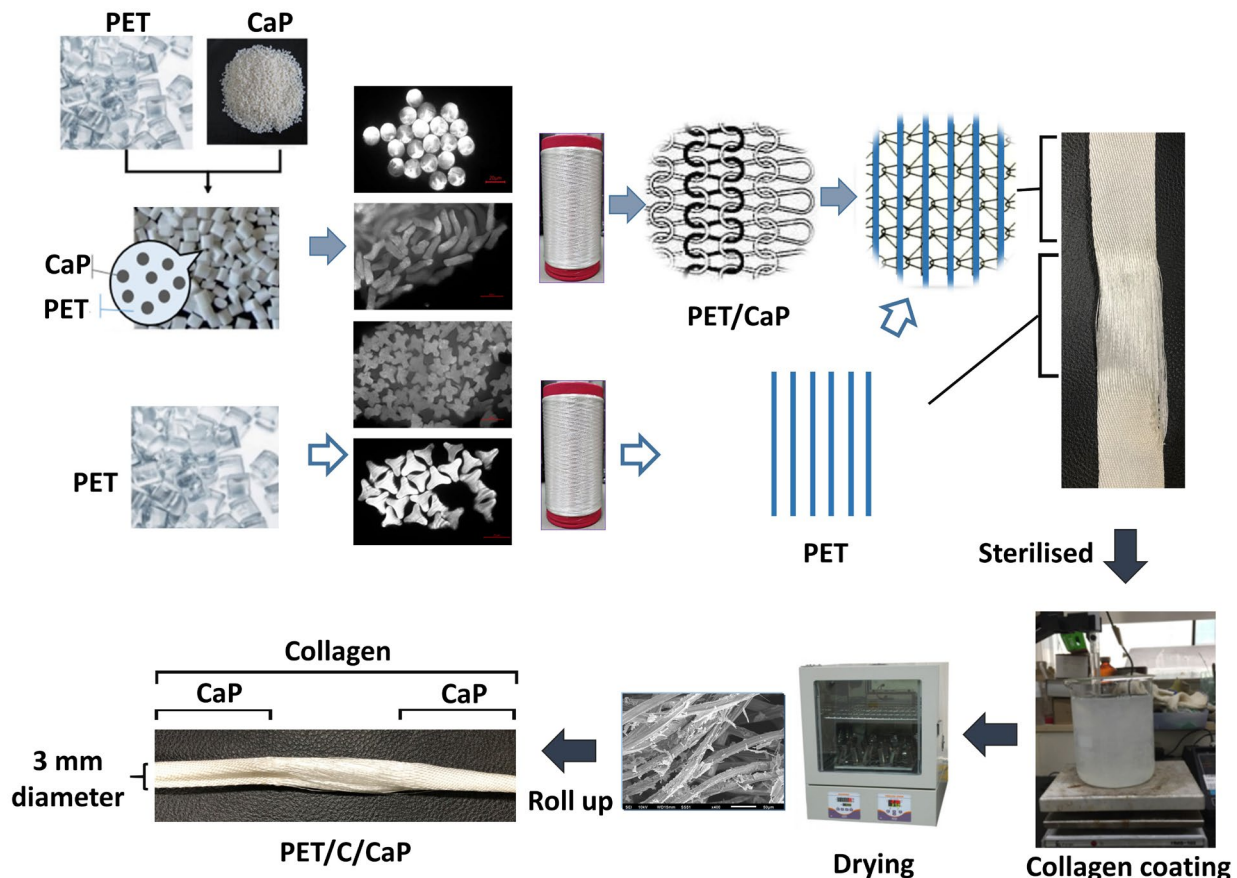 PET
CaP
CaP
PET
PET/CaP
PET
PET
Sterilised
Collagen
CaP
CaP
3 mm
diameter
Roll up
PET/C/CaP
Drying
Collagen coating